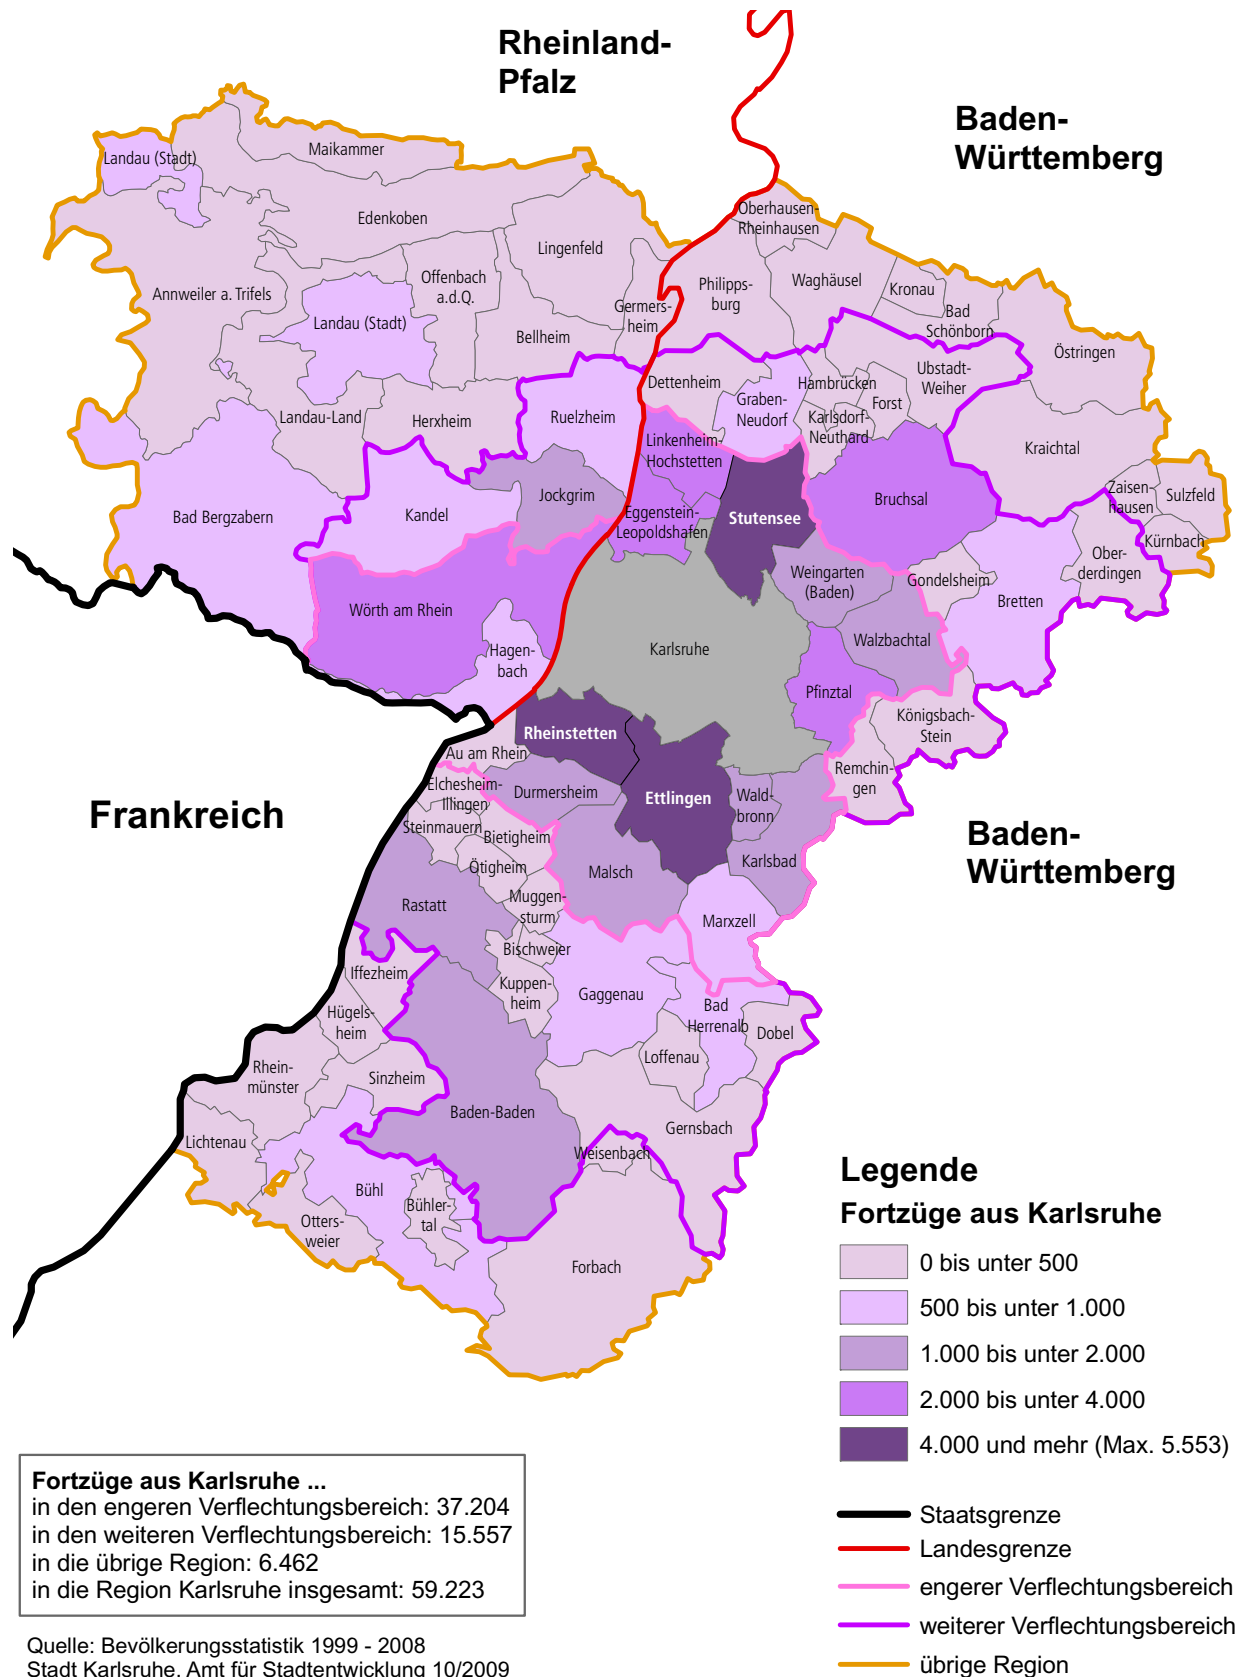 Rheinland-
Pfalz
Baden-
Württemberg
Landau (Stadt)
Maikammer
Edenkoben
Oberhausen-
Rheinhausen
Lingenfeld
Offenbach
a.d.Q.
Annweiler a. Trifels
Philipps-
burg
Waghäusel
Kronau
Bad
Schönborn
Germers-
heim
Landau (Stadt)
Bellheim
Östringen
Ubstadt-
Weiher
Dettenheim
Hambrücken
Forst
Graben-
Neudorf
Karlsdorf-
Neuthard
Landau-Land
Herxheim
Ruelzheim
Linkenheim-
Hochstetten
Kraichtal
Jockgrim
Bruchsal
Zaisen-
hausen
Sulzfeld
Bad Bergzabern
Kandel
Eggenstein-
Leopoldshafen
Stutensee
Kürnbach
Ober-
derdingen
Weingarten
(Baden)
Gondelsheim
Bretten
Wörth am Rhein
Hagen-
bach
Karlsruhe
Walzbachtal
Pfinztal
Königsbach-
Stein
Rheinstetten
Au am Rhein
Remchin-
gen
Frankreich
Elchesheim-
Illingen
Durmersheim
Ettlingen
Wald-
bronn
Baden-
Württemberg
Steinmauern
Bietigheim
Ötigheim
Malsch
Karlsbad
Rastatt
Muggen-
sturm
Marxzell
Bischweier
Iffezheim
Kuppen-
heim
Gaggenau
Bad
Herrenalb
Dobel
Hügels-
heim
Loffenau
Rhein-
münster
Sinzheim
Baden-Baden
Gernsbach
Lichtenau
Weisenbach
Bühl
Bühler-
tal
Otters-
weier
Forbach
Legende
Fortzüge aus Karlsruhe
0 bis unter 500
500 bis unter 1.000
1.000 bis unter 2.000
2.000 bis unter 4.000
4.000 und mehr (Max. 5.553)
Staatsgrenze
Landesgrenze
engerer Verflechtungsbereich
weiterer Verflechtungsbereich
übrige Region
Fortzüge aus Karlsruhe ...
in den engeren Verflechtungsbereich: 37.204
in den weiteren Verflechtungsbereich: 15.557
in die übrige Region: 6.462
in die Region Karlsruhe insgesamt: 59.223
Quelle: Bevölkerungsstatistik 1999 - 2008
Stadt Karlsruhe, Amt für Stadtentwicklung 10/2009